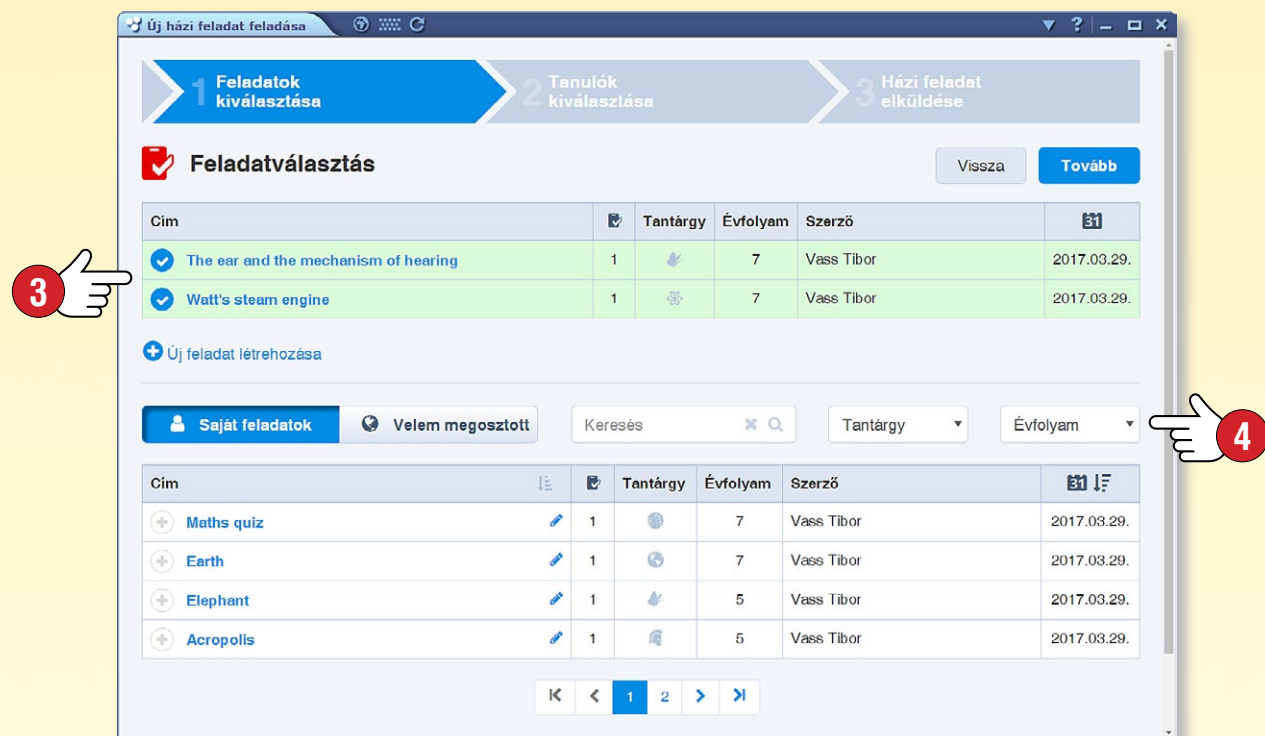 Új házi feladat feladása
1 Feladatok kiválasztása
2 Tanulók kiválasztása
3 Házi feladat elküldése
Feladatválasztás
Vissza
Tovább
Cím Tantárgy Évfolyam Szerző 31
The ear and the mechanism of hearing 1 7 Vass Tibor 2017.03.29.
Watt's steam engine 1 7 Vass Tibor 2017.03.29.
3
Új feladat létrehozása
Saját feladatok Velem megosztott Keresés Tantárgy Évfolyam
4
Cím Tantárgy Évfolyam Szerző 31
Maths quiz 1 7 Vass Tibor 2017.03.29.
Earth 1 7 Vass Tibor 2017.03.29.
Elephant 1 5 Vass Tibor 2017.03.29.
Acropolis 1 5 Vass Tibor 2017.03.29.
1 2